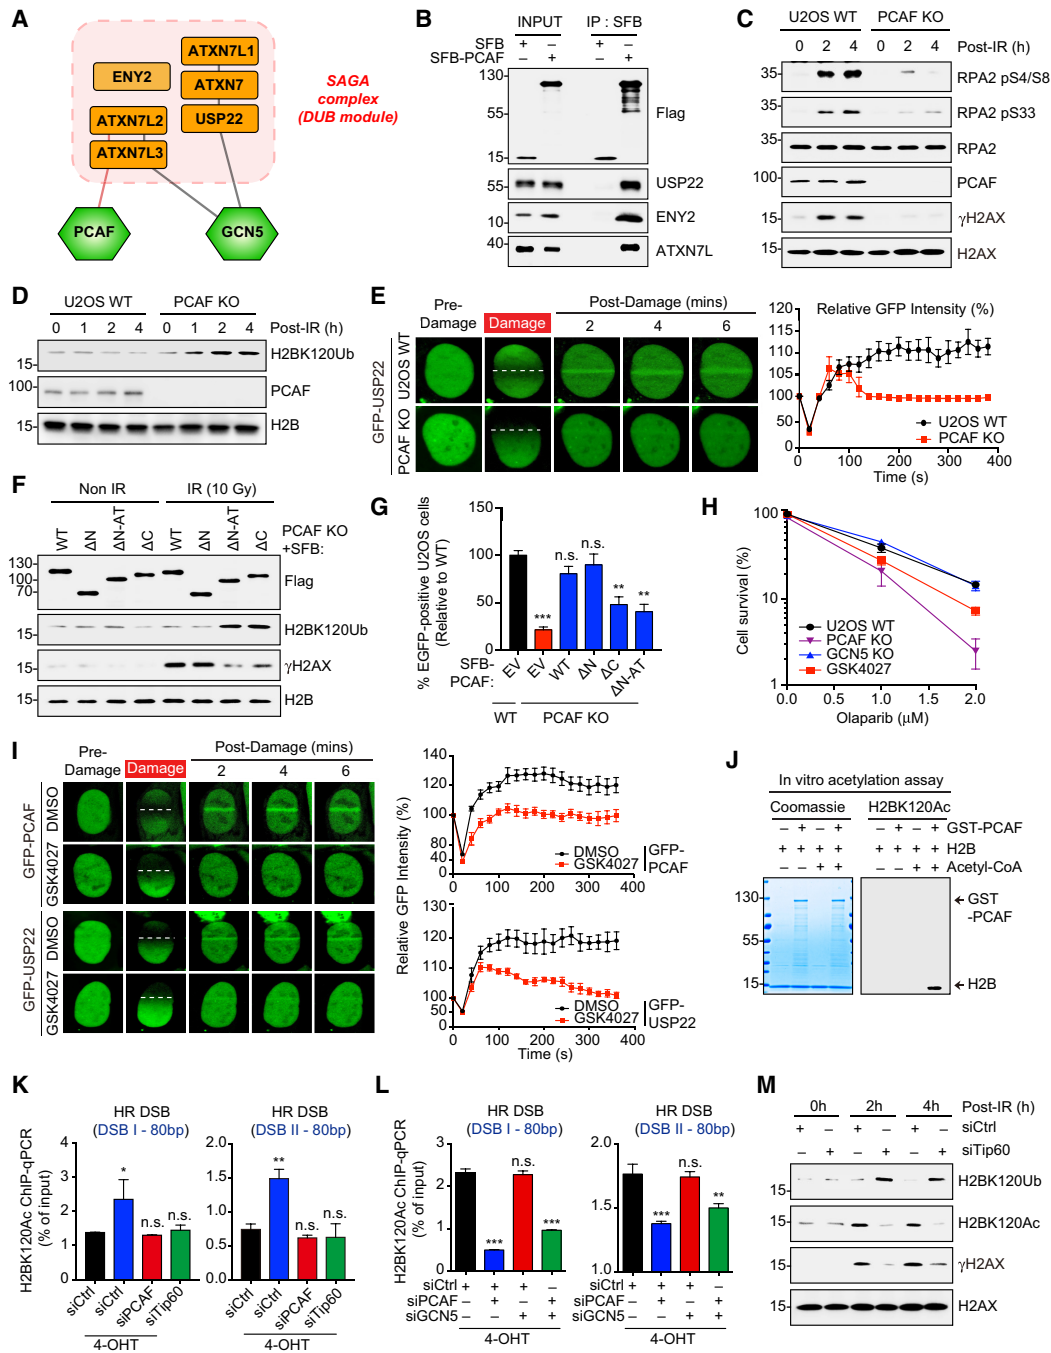 A
ATXN7L1
ENY2
ATXN7
ATXN7L2
USP22
ATXN7L3
SAGA
complex
(DUB module)
PCAF
GCN5
B
INPUT
IP : SFB
SFB
+ – + –
SFB-PCAF
– + – +
130
55
15
Flag
55
USP22
10
ENY2
40
ATXN7L
C
U2OS WT
PCAF KO
0 2 4 0 2 4
Post-IR (h)
35
RPA2 pS4/S8
35
RPA2 pS33
35
RPA2
100
PCAF
15
γH2AX
15
H2AX
D
U2OS WT
PCAF KO
0 1 2 4 0 1 2 4
Post-IR (h)
15
H2BK120Ub
100
PCAF
15
H2B
E
Pre-
Damage
Damage
Post-Damage (mins)
2 4 6
GFP-USP22
U2OS WT
PCAF KO
Relative GFP Intensity (%)
120
115
110
105
100
50
0
U2OS WT
PCAF KO
0 100 200 300 400
Time (s)
F
Non IR
IR (10 Gy)
WT ΔN ΔN-AT ΔC WT ΔN ΔN-AT ΔC
PCAF KO
+SFB:
130
100
70
Flag
15
H2BK120Ub
15
γH2AX
15
H2B
G
% EGFP-positive U2OS cells
(Relative to WT)
150
100
50
0
***
n.s.
n.s.
**
**
SFB-
PCAF:
EV EV WT ΔN ΔC ΔN-AT
WT
PCAF KO
H
Cell survival (%)
100
10
1
U2OS WT
PCAF KO
GCN5 KO
GSK4027
0.0 1.0 2.0
Olaparib (μM)
I
Pre-
Damage
Damage
Post-Damage (mins)
2 4 6
GFP-PCAF
DMSO
GSK4027
GFP-USP22
DMSO
GSK4027
Relative GFP Intensity (%)
140
120
100
80
40
0
DMSO
GSK4027
GFP-
PCAF
0 100 200 300 400
130
120
110
100
50
0
DMSO
GSK4027
GFP-
USP22
0 100 200 300 400
Time (s)
J
In vitro acetylation assay
Coomassie
H2BK120Ac
– + – + – + – +
GST-PCAF
+ + + + + + + +
H2B
– – + + – – + +
Acetyl-CoA
130
55
15
GST
-PCAF
H2B
K
H2BK120Ac ChIP-qPCR
(% of input)
HR DSB
(DSB I - 80bp)
4
3
2
1
0
*
n.s.
n.s.
siCtrl siCtrl siPCAF siTip60
4-OHT
HR DSB
(DSB II - 80bp)
2.0
1.5
1.0
0.5
0.0
**
n.s.
n.s.
siCtrl siCtrl siPCAF siTip60
4-OHT
L
H2BK120Ac ChIP-qPCR
(% of input)
HR DSB
(DSB I - 80bp)
3
2
1
0
***
n.s.
***
HR DSB
(DSB II - 80bp)
2.0
1.5
1.0
***
n.s.
**
siCtrl
+ + + –
+ + + –
siPCAF
– + – +
– + – +
siGCN5
– – + +
– – + +
4-OHT
4-OHT
M
0h 2h 4h
Post-IR (h)
+ – + – + –
siCtrl
– + – + – +
siTip60
15
H2BK120Ub
15
H2BK120Ac
15
γH2AX
15
H2AX